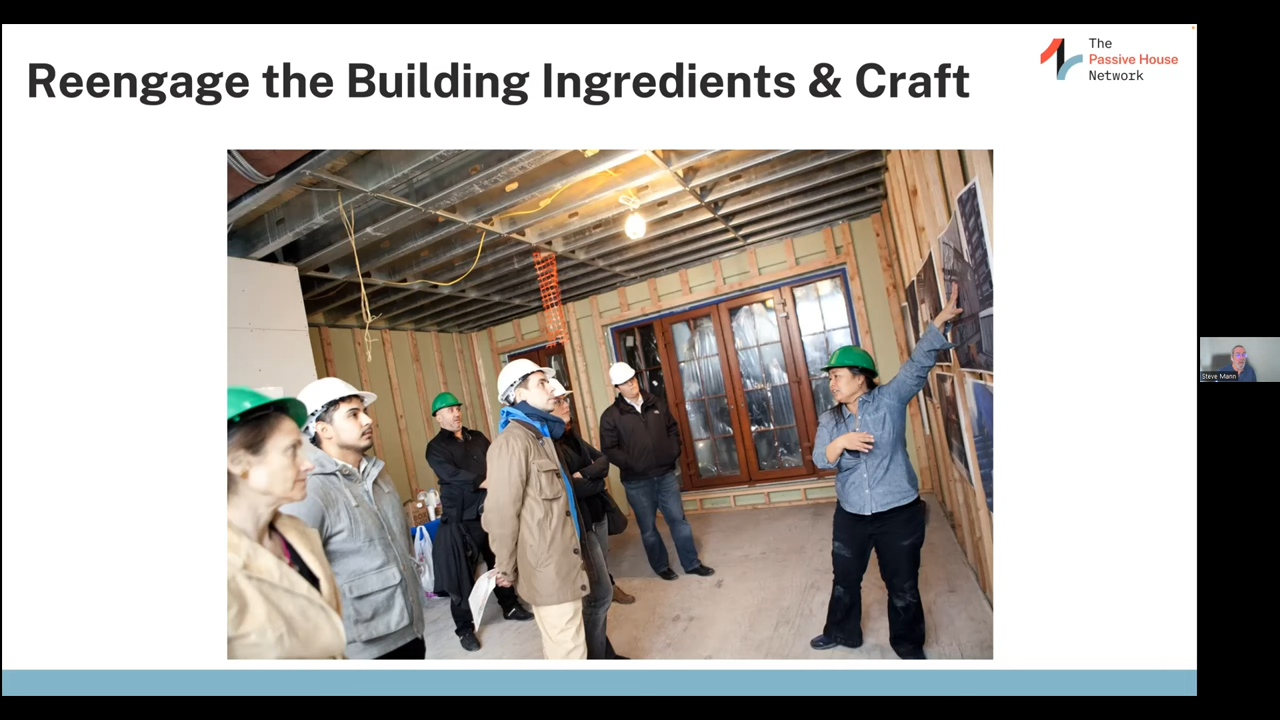 Reengage the Building Ingredients & Craft
The
Passive House
Network
Steve Mann